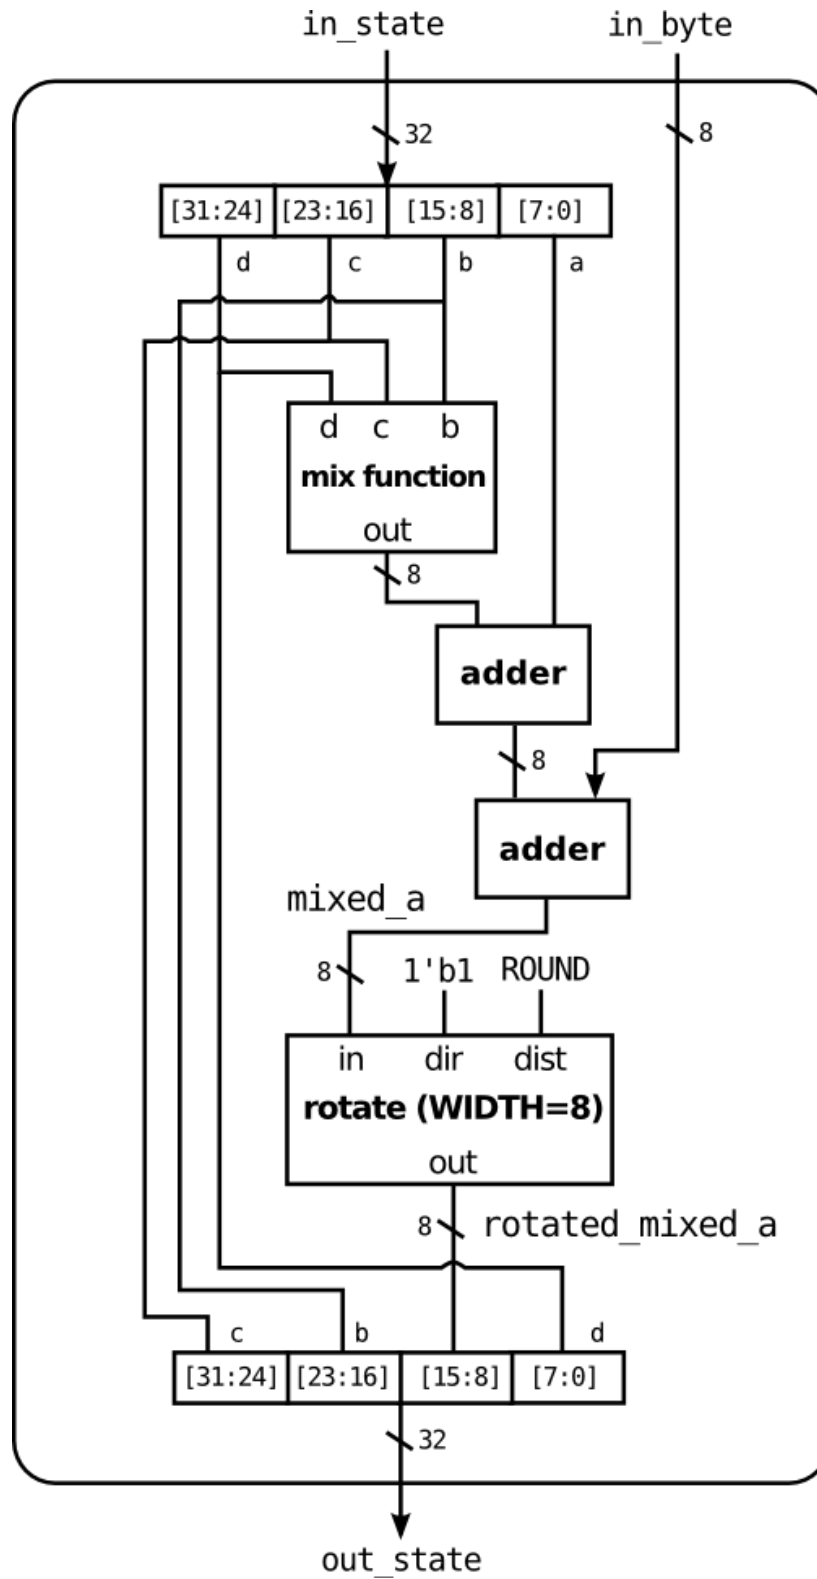 in_state in_byte
32 8
[31:24] [23:16] [15:8] [7:0]
d c b a
d c b
mix function
out
8
adder
8
adder
mixed_a
8 1'b1 ROUND
in dir dist
rotate (WIDTH=8)
out
8 rotated_mixed_a
c b d
[31:24] [23:16] [15:8] [7:0]
32
out_state